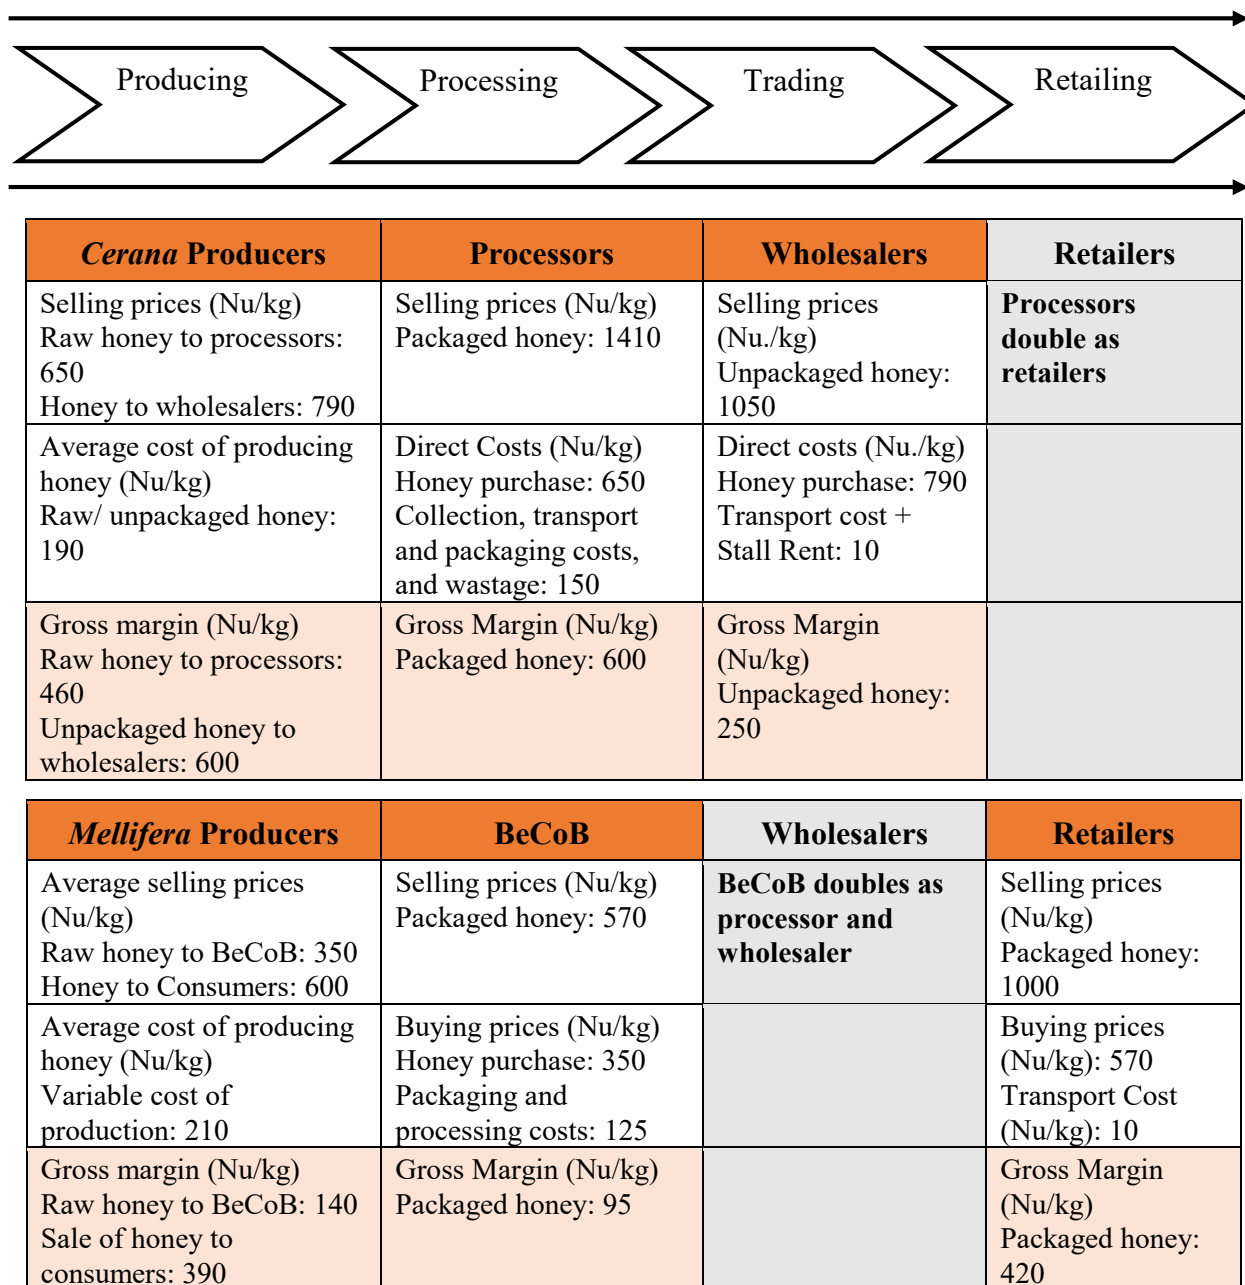 Producing
Processing
Trading
Retailing
Cerana Producers
Processors
Wholesalers
Retailers
Selling prices (Nu/kg)
Raw honey to processors:
650
Honey to wholesalers: 790
Selling prices (Nu/kg)
Packaged honey: 1410
Selling prices
(Nu./kg)
Unpackaged honey:
1050
Processors
double as
retailers
Average cost of producing
honey (Nu/kg)
Raw/ unpackaged honey:
190
Direct Costs (Nu/kg)
Honey purchase: 650
Collection, transport
and packaging costs,
and wastage: 150
Direct costs (Nu./kg)
Honey purchase: 790
Transport cost +
Stall Rent: 10
Gross margin (Nu/kg)
Raw honey to processors:
460
Unpackaged honey to
wholesalers: 600
Gross Margin (Nu/kg)
Packaged honey: 600
Gross Margin
(Nu/kg)
Unpackaged honey:
250
Mellifera Producers
BeCoB
Wholesalers
Retailers
Average selling prices
(Nu/kg)
Raw honey to BeCoB: 350
Honey to Consumers: 600
Selling prices (Nu/kg)
Packaged honey: 570
BeCoB doubles as
processor and
wholesaler
Selling prices
(Nu/kg)
Packaged honey:
1000
Average cost of producing
honey (Nu/kg)
Variable cost of
production: 210
Buying prices (Nu/kg)
Honey purchase: 350
Packaging and
processing costs: 125
Buying prices
(Nu/kg): 570
Transport Cost
(Nu/kg): 10
Gross margin (Nu/kg)
Raw honey to BeCoB: 140
Sale of honey to
consumers: 390
Gross Margin (Nu/kg)
Packaged honey: 95
Gross Margin
(Nu/kg)
Packaged honey:
420